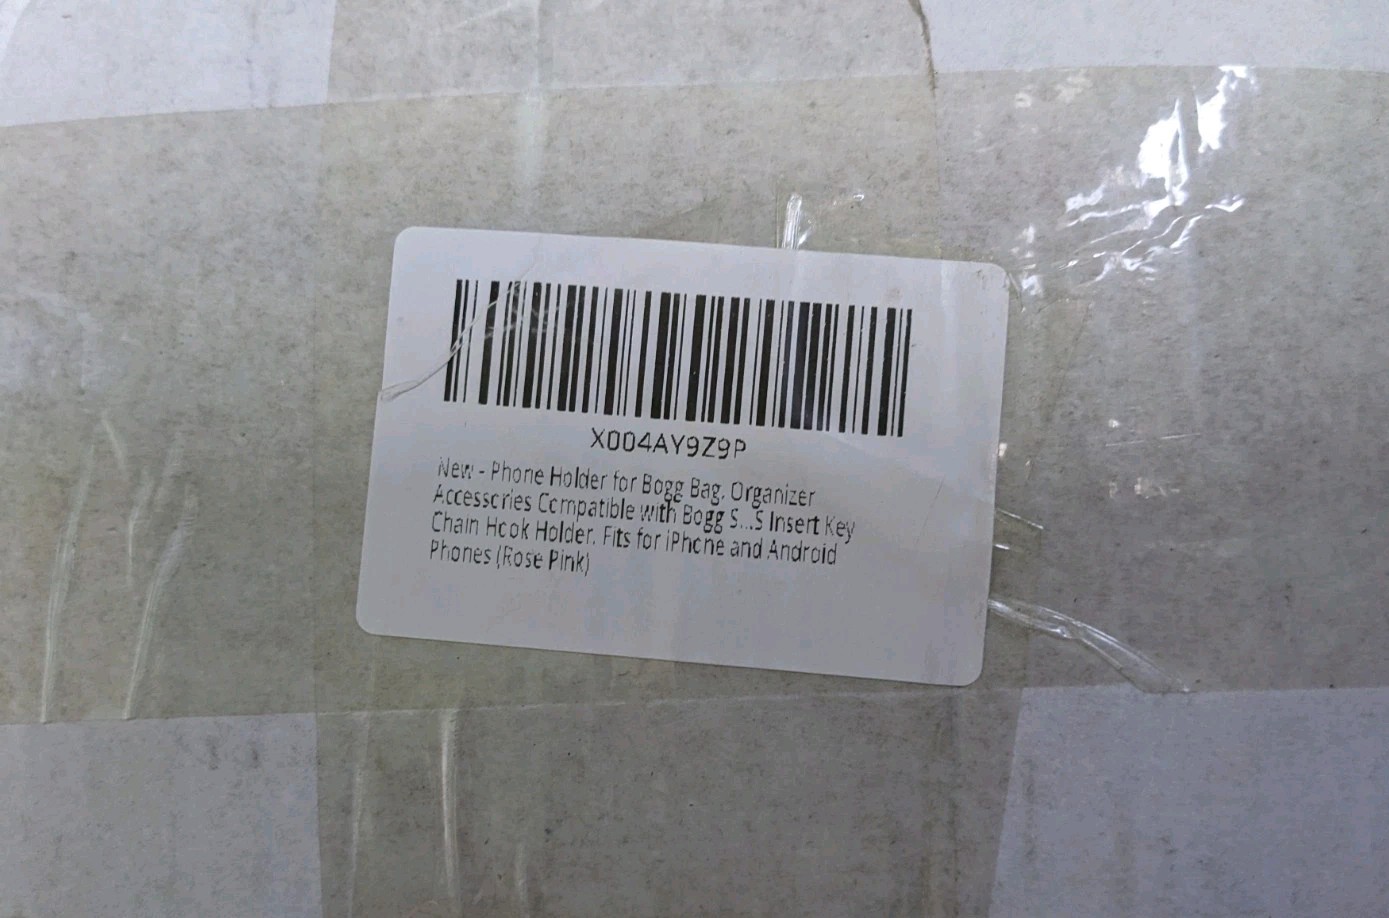 X004AY9Z9P
New - Phone Holder for Bogg Bag, Organizer
Accessories Compatible with Bogg S...S Insert Key
Chain Hook Holder. Fits for iPhone and Android
Phones (Rose Pink)